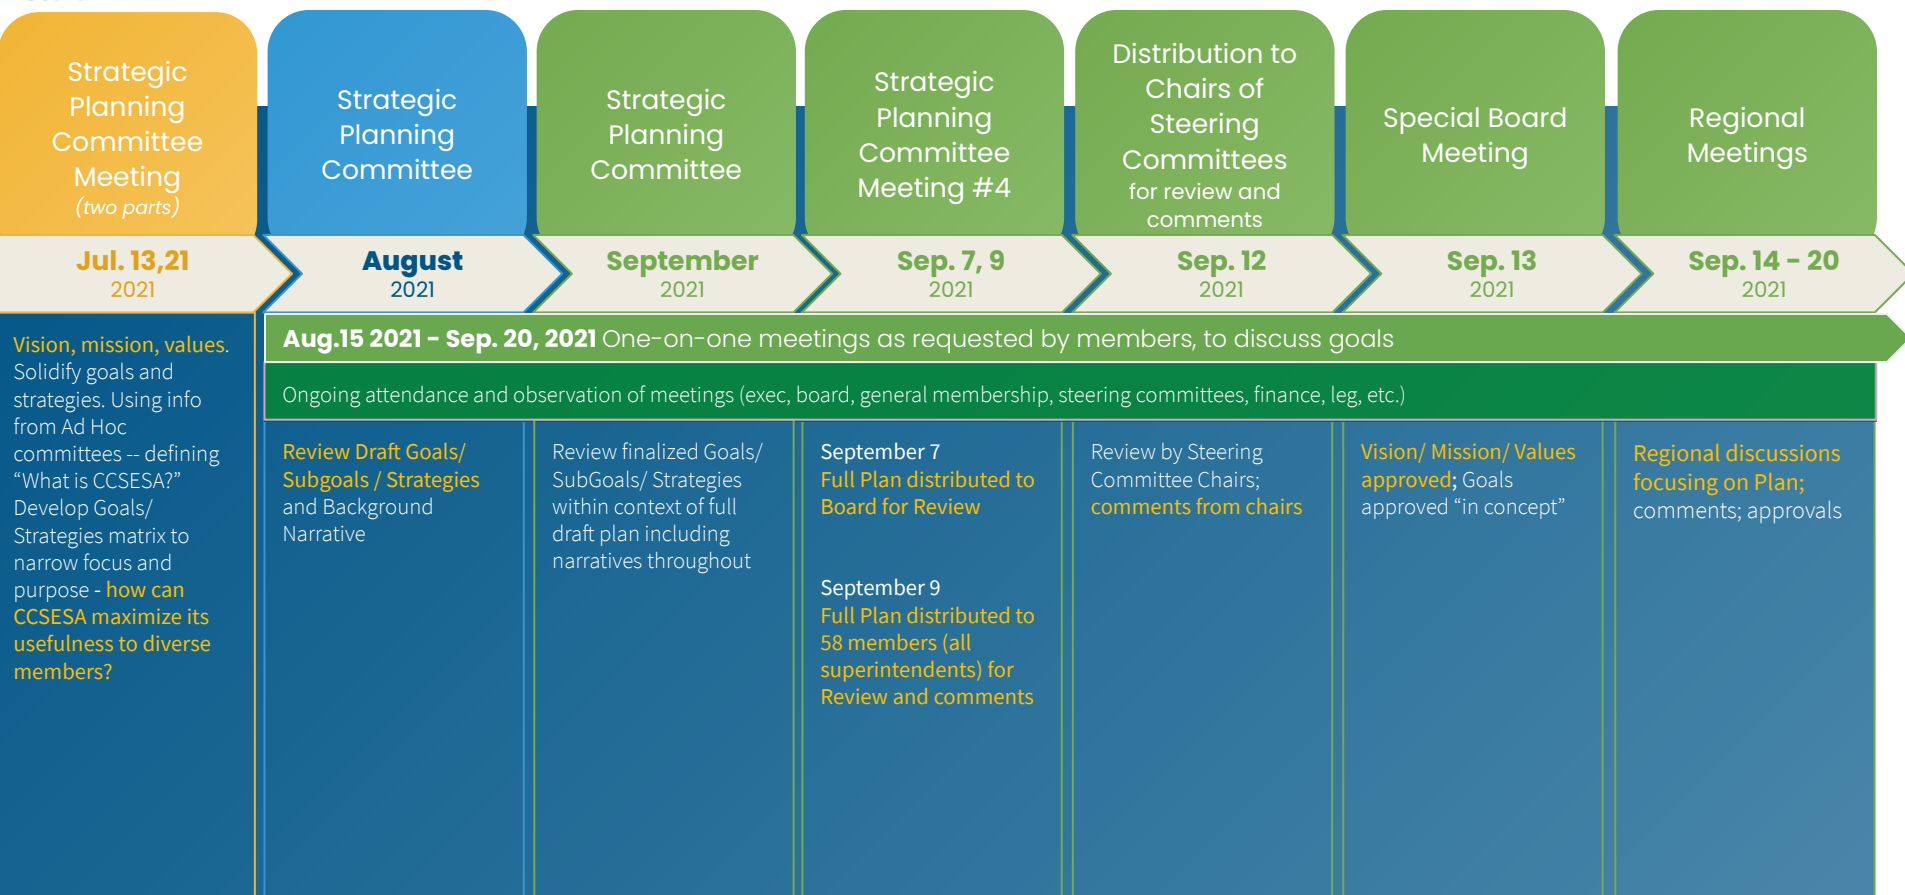 Strategic
Planning
Committee
Meeting
(two parts)
Jul. 13,21
2021
Strategic
Planning
Committee
August
2021
Strategic
Planning
Committee
September
2021
Strategic
Planning
Committee
Meeting #4
Sep. 7, 9
2021
Distribution to
Chairs of
Steering
Committees
for review and
comments
Sep. 12
2021
Special Board
Meeting
Sep. 13
2021
Regional
Meetings
Sep. 14 - 20
2021
Aug.15 2021 - Sep. 20, 2021 One-on-one meetings as requested by members, to discuss goals
Ongoing attendance and observation of meetings (exec, board, general membership, steering committees, finance, leg, etc.)
Vision, mission, values.
Solidify goals and
strategies. Using info
from Ad Hoc
committees -- defining
“What is CCSESA?”
Develop Goals/
Strategies matrix to
narrow focus and
purpose - how can
CCSESA maximize its
usefulness to diverse
members?
Review Draft Goals/
Subgoals / Strategies
and Background
Narrative
Review finalized Goals/
SubGoals/ Strategies
within context of full
draft plan including
narratives throughout
September 7
Full Plan distributed to
Board for Review
September 9
Full Plan distributed to
58 members (all
superintendents) for
Review and comments
Review by Steering
Committee Chairs;
comments from chairs
Vision/ Mission/ Values
approved; Goals
approved “in concept”
Regional discussions
focusing on Plan;
comments; approvals